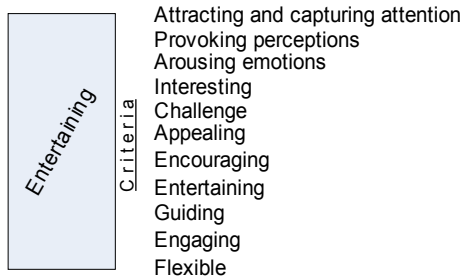 Entertaining
Criteria
Attracting and capturing attention
Provoking perceptions
Arousing emotions
Interesting
Challenge
Appealing
Encouraging
Entertaining
Guiding
Engaging
Flexible